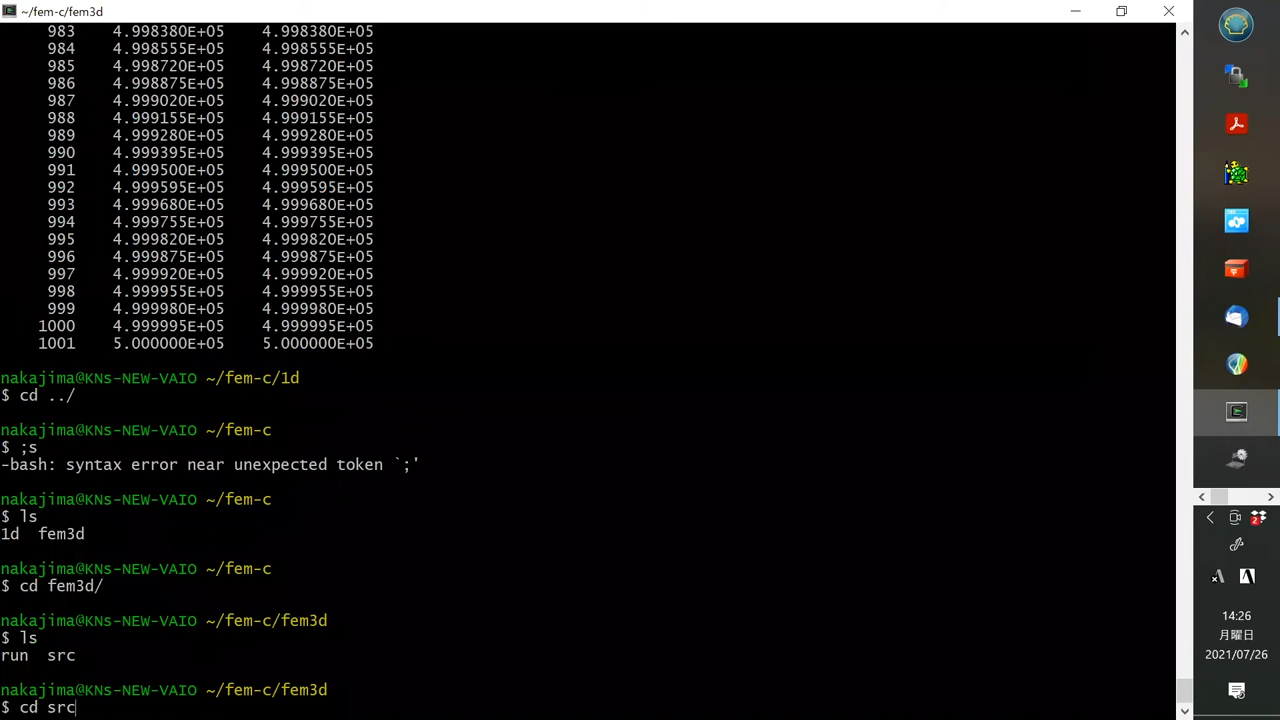 ~/fem-c/fem3d
983 4.998380E+05 4.998380E+05
984 4.998555E+05 4.998555E+05
985 4.998720E+05 4.998720E+05
986 4.998875E+05 4.998875E+05
987 4.999020E+05 4.999020E+05
988 4.999155E+05 4.999155E+05
989 4.999280E+05 4.999280E+05
990 4.999395E+05 4.999395E+05
991 4.999500E+05 4.999500E+05
992 4.999595E+05 4.999595E+05
993 4.999680E+05 4.999680E+05
994 4.999755E+05 4.999755E+05
995 4.999820E+05 4.999820E+05
996 4.999875E+05 4.999875E+05
997 4.999920E+05 4.999920E+05
998 4.999955E+05 4.999955E+05
999 4.999980E+05 4.999980E+05
1000 4.999995E+05 4.999995E+05
1001 5.000000E+05 5.000000E+05
nakajima@KNs-NEW-VAIO ~/fem-c/1d
$ cd ../
nakajima@KNs-NEW-VAIO ~/fem-c
$ ;s
-bash: syntax error near unexpected token `;'
nakajima@KNs-NEW-VAIO ~/fem-c
$ ls
1d fem3d
nakajima@KNs-NEW-VAIO ~/fem-c
$ cd fem3d/
nakajima@KNs-NEW-VAIO ~/fem-c/fem3d
$ ls
run src
nakajima@KNs-NEW-VAIO ~/fem-c/fem3d
$ cd src
2
A
14:26
月曜日
2021/07/26